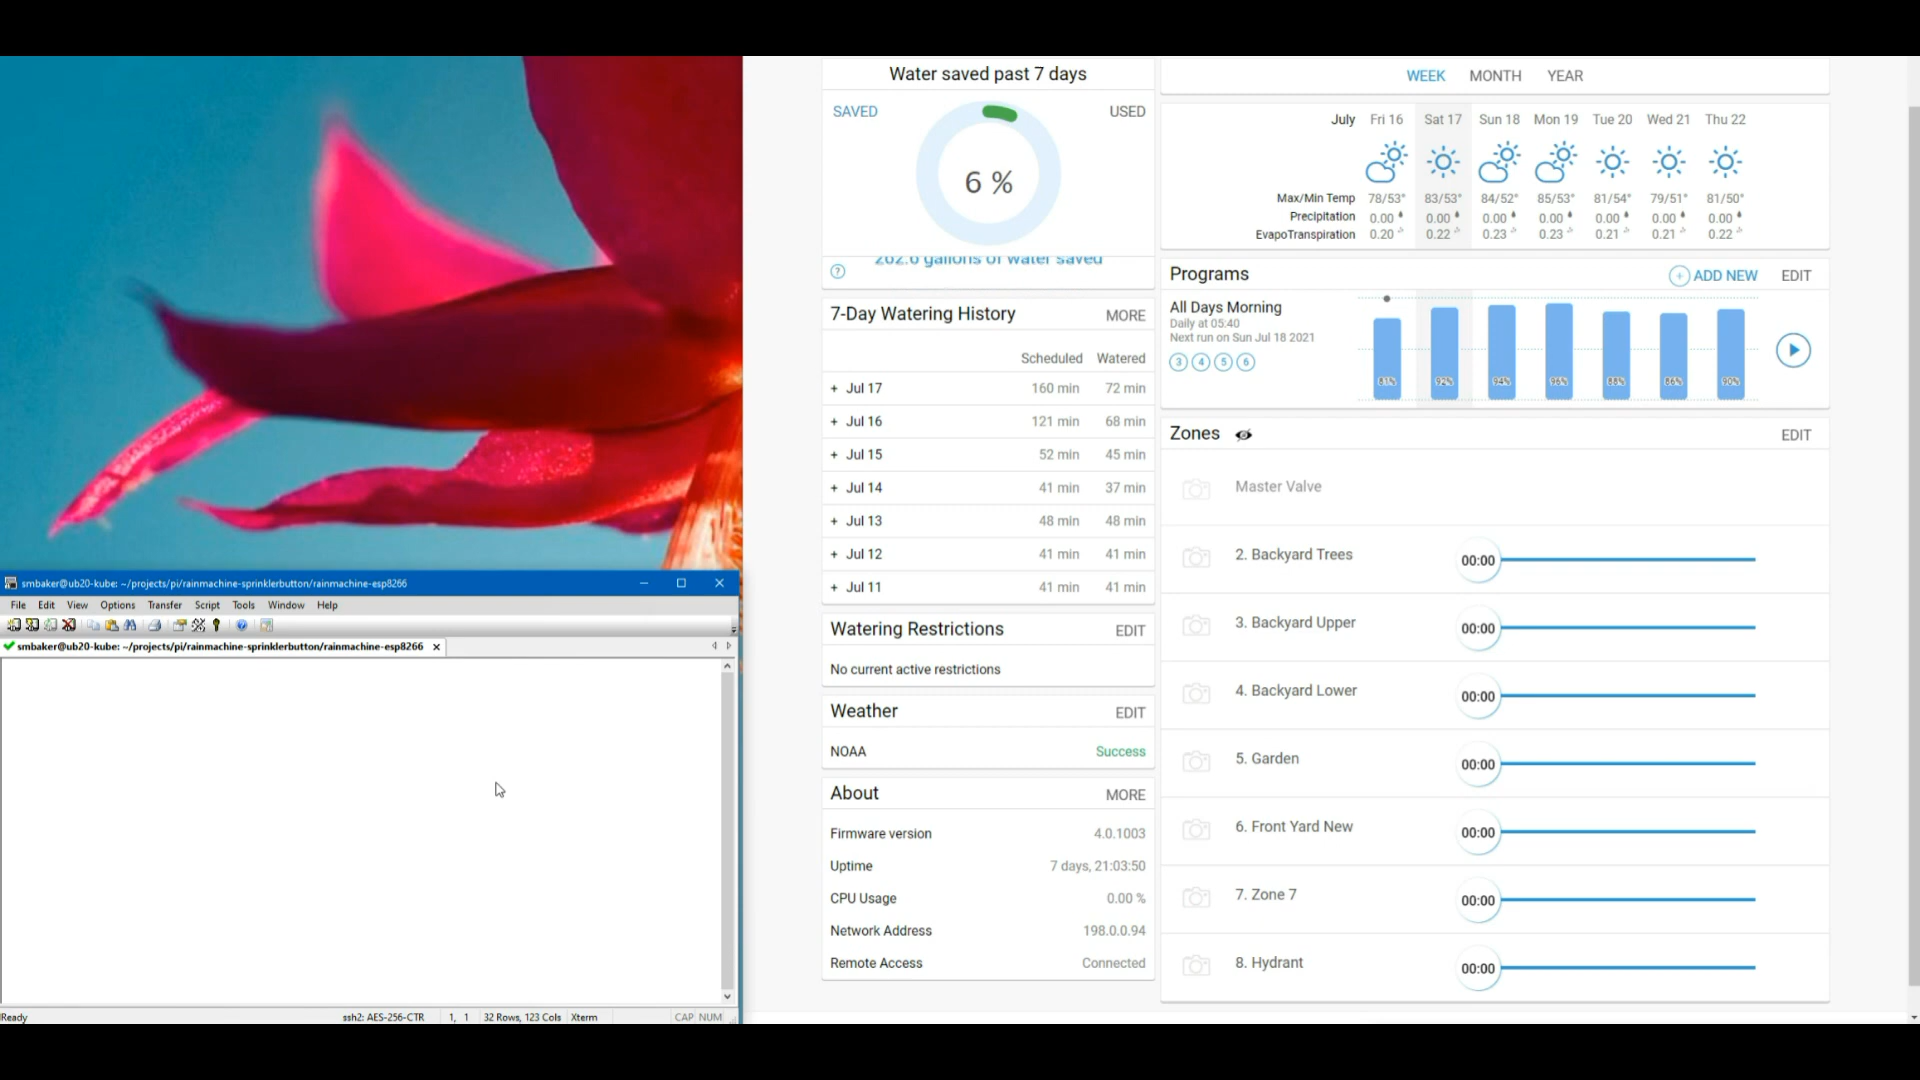 Water saved past 7 days
SAVED
USED
6 %
262.6 gallons of water saved
?
7-Day Watering History
MORE
Scheduled Watered
+ Jul 17 160 min 72 min
+ Jul 16 121 min 68 min
+ Jul 15 52 min 45 min
+ Jul 14 41 min 37 min
+ Jul 13 48 min 48 min
+ Jul 12 41 min 41 min
+ Jul 11 41 min 41 min
Watering Restrictions
EDIT
No current active restrictions
Weather
EDIT
NOAA Success
About
MORE
Firmware version 4.0.1003
Uptime 7 days, 21:03:50
CPU Usage 0.00 %
Network Address 198.0.0.94
Remote Access Connected
WEEK MONTH YEAR
July Fri 16 Sat 17 Sun 18 Mon 19 Tue 20 Wed 21 Thu 22
Max/Min Temp 78/53° 83/53° 84/52° 85/53° 81/54° 79/51° 81/50°
Precipitation 0.00 0.00 0.00 0.00 0.00 0.00 0.00
EvapoTranspiration 0.20 0.22 0.23 0.23 0.21 0.21 0.22
Programs
+ ADD NEW EDIT
All Days Morning
Daily at 05:40
Next run on Sun Jul 18 2021
3 4 5 6
81% 92% 94% 96% 88% 86% 90%
Zones
EDIT
Master Valve
2. Backyard Trees 00:00
3. Backyard Upper 00:00
4. Backyard Lower 00:00
5. Garden 00:00
6. Front Yard New 00:00
7. Zone 7 00:00
8. Hydrant 00:00
smbaker@ub20-kube: ~/projects/pi/rainmachine-sprinklerbutton/rainmachine-esp8266
File Edit View Options Transfer Script Tools Window Help
smbaker@ub20-kube: ~/projects/pi/rainmachine-sprinklerbutton/rainmachine-esp8266
Ready ssh2: AES-256-CTR 1, 1 32 Rows, 123 Cols Xterm CAP NUM